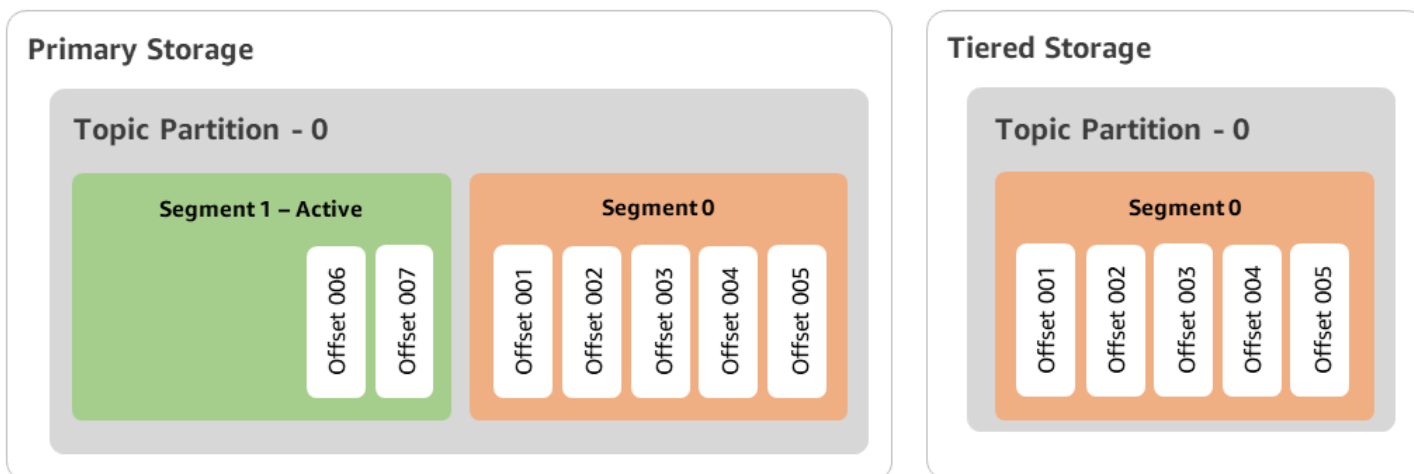 Primary Storage
Topic Partition - 0
Segment 1 – Active
Offset 006
Offset 007
Segment 0
Offset 001
Offset 002
Offset 003
Offset 004
Offset 005
Tiered Storage
Topic Partition - 0
Segment 0
Offset 001
Offset 002
Offset 003
Offset 004
Offset 005